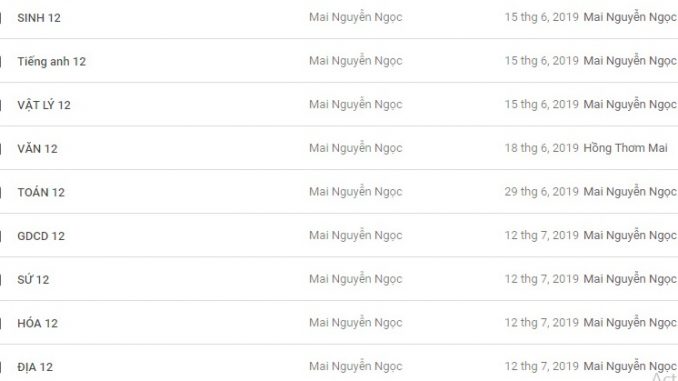 SINH 12 Mai Nguyễn Ngọc 15 thg 6, 2019 Mai Nguyễn Ngọc
Tiếng anh 12 Mai Nguyễn Ngọc 15 thg 6, 2019 Mai Nguyễn Ngọc
VẬT LÝ 12 Mai Nguyễn Ngọc 15 thg 6, 2019 Mai Nguyễn Ngọc
VĂN 12 Mai Nguyễn Ngọc 18 thg 6, 2019 Hồng Thơm Mai
TOÁN 12 Mai Nguyễn Ngọc 29 thg 6, 2019 Mai Nguyễn Ngọc
GDCD 12 Mai Nguyễn Ngọc 12 thg 7, 2019 Mai Nguyễn Ngọc
SỬ 12 Mai Nguyễn Ngọc 12 thg 7, 2019 Mai Nguyễn Ngọc
HÓA 12 Mai Nguyễn Ngọc 12 thg 7, 2019 Mai Nguyễn Ngọc
ĐỊA 12 Mai Nguyễn Ngọc 12 thg 7, 2019 Mai Nguyễn Ngọc